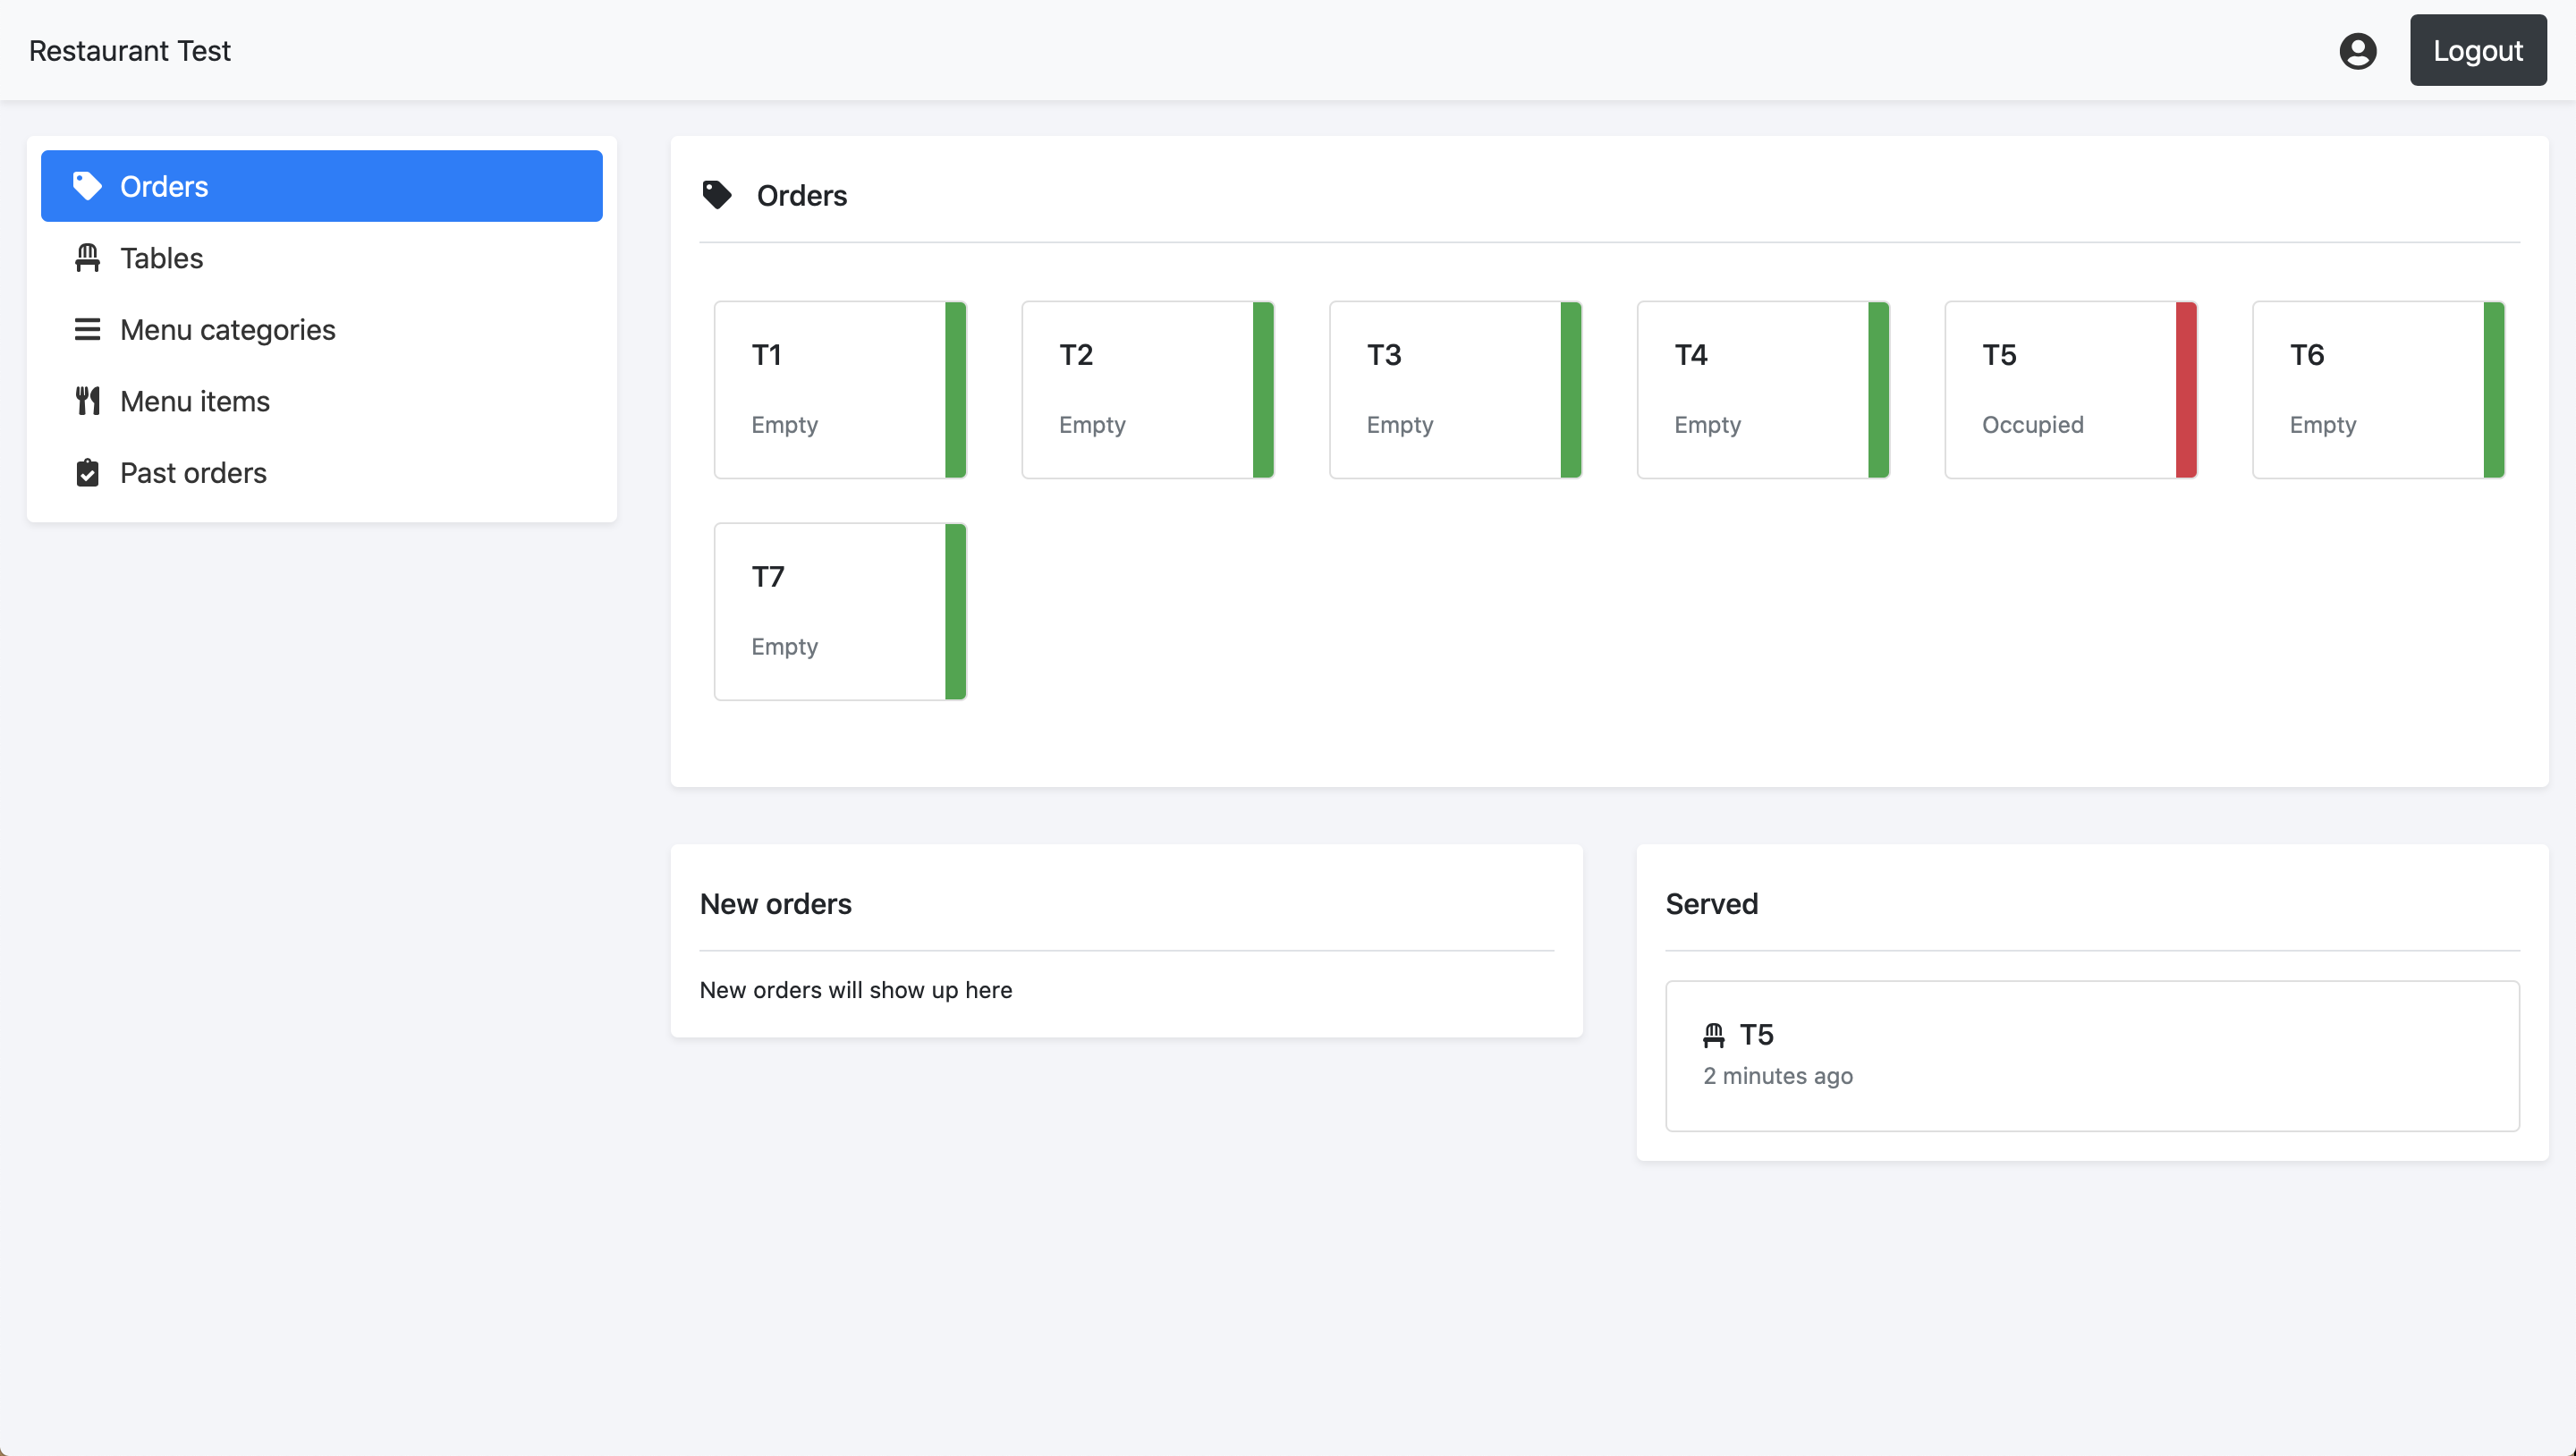 Restaurant Test
Logout
Orders
Tables
Menu categories
Menu items
Past orders
Orders
T1
Empty
T2
Empty
T3
Empty
T4
Empty
T5
Occupied
T6
Empty
T7
Empty
New orders
New orders will show up here
Served
T5
2 minutes ago